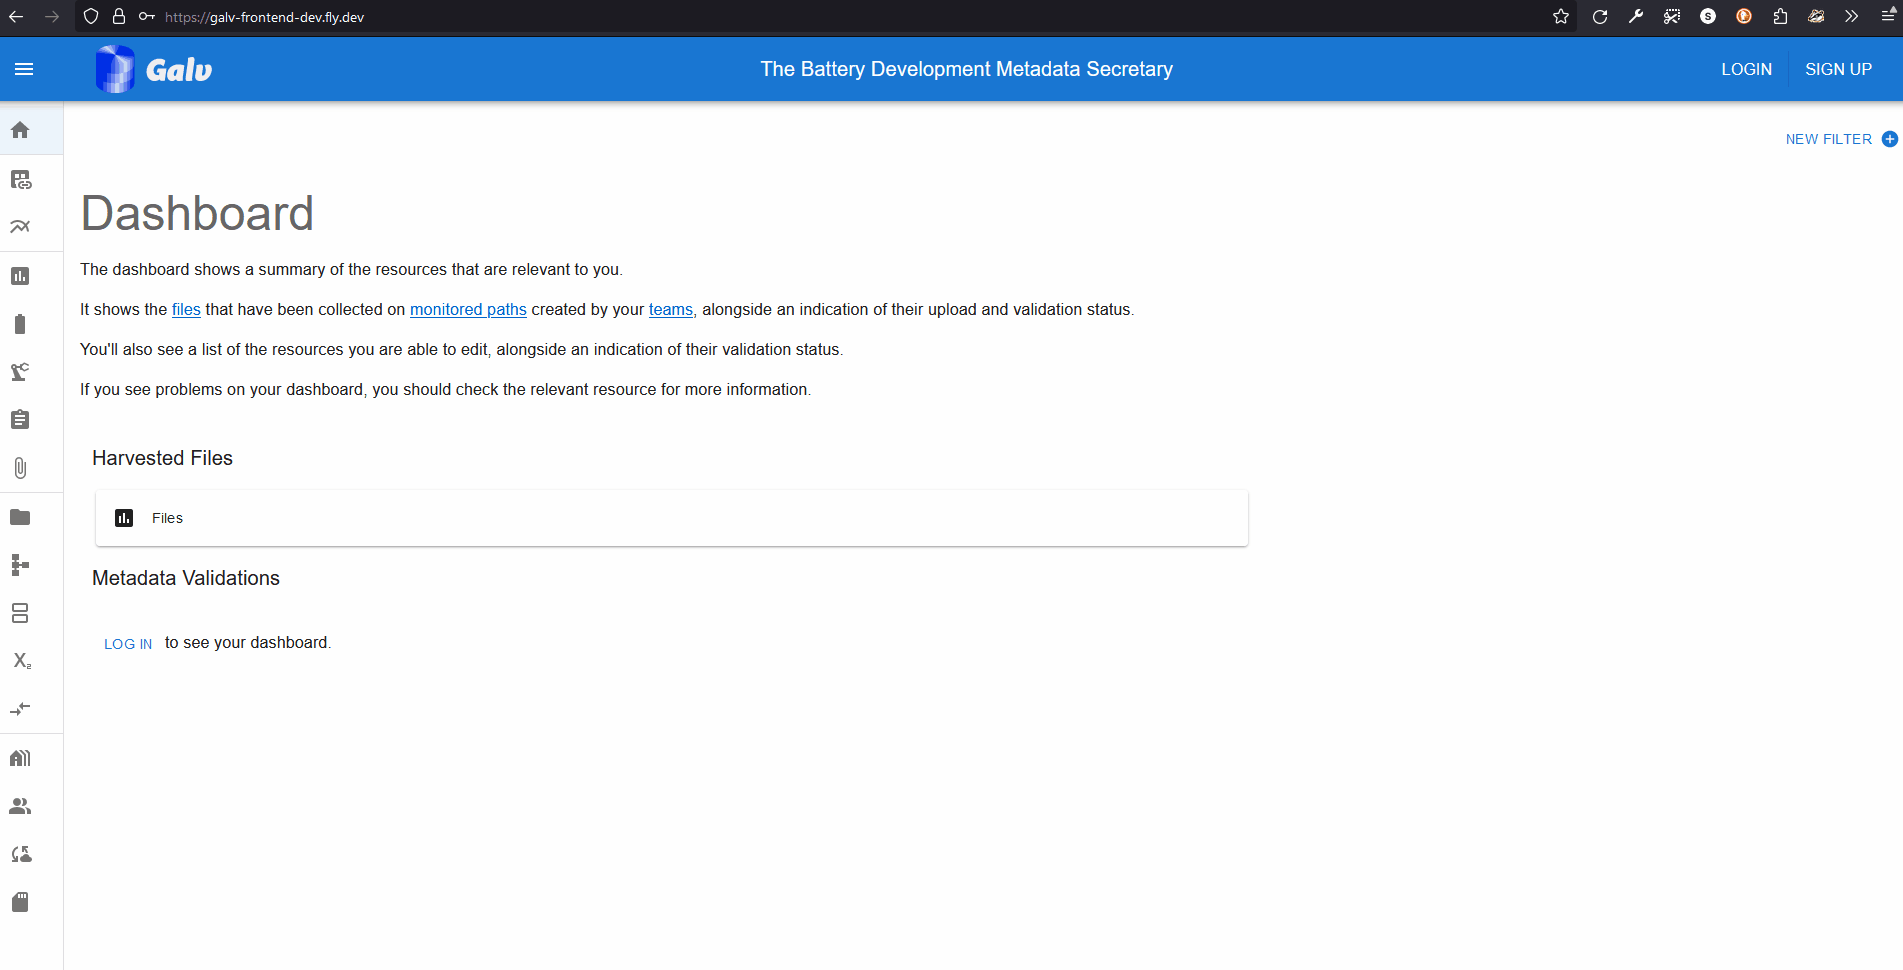 https://galv-frontend-dev.fly.dev
Galv
The Battery Development Metadata Secretary
LOGIN
SIGN UP
NEW FILTER
Dashboard
The dashboard shows a summary of the resources that are relevant to you.
It shows the files that have been collected on monitored paths created by your teams, alongside an indication of their upload and validation status.
You'll also see a list of the resources you are able to edit, alongside an indication of their validation status.
If you see problems on your dashboard, you should check the relevant resource for more information.
Harvested Files
Files
Metadata Validations
LOG IN to see your dashboard.
X₂